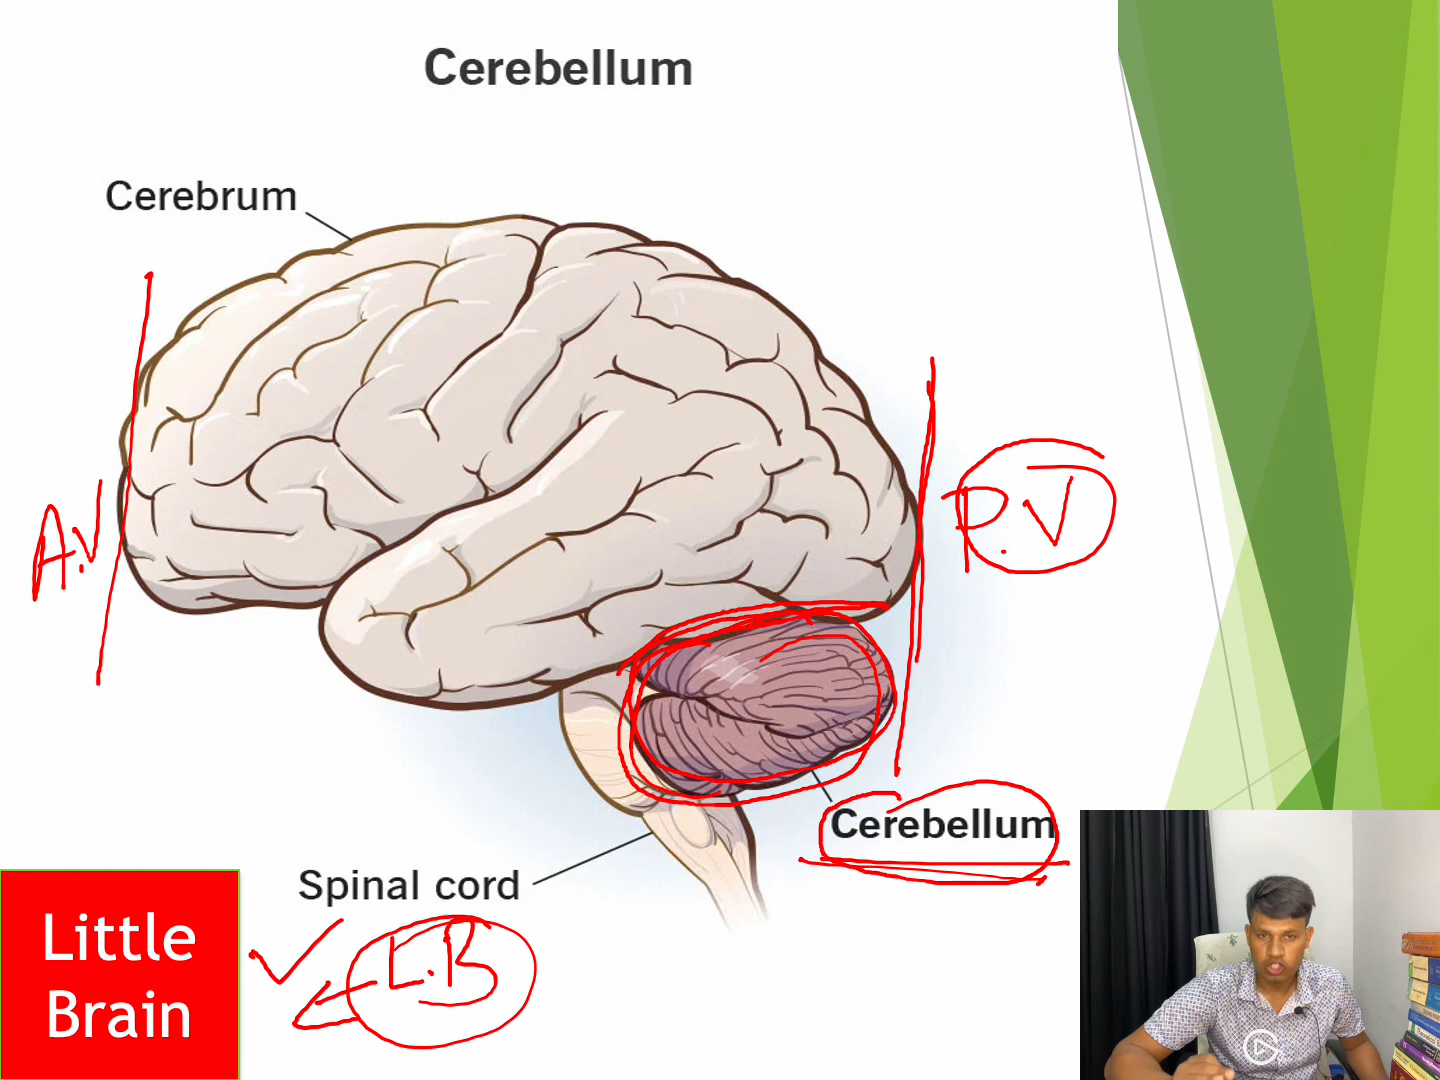 Cerebellum
Cerebrum
A.V
P.V
Cerebellum
Spinal cord
Little
Brain
L.B